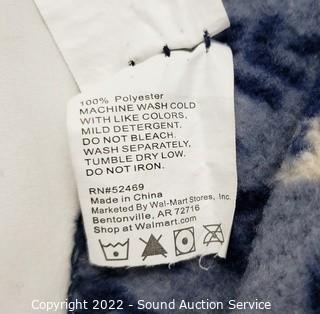 100% Polyester
MACHINE WASH COLD
WITH LIKE COLORS,
MILD DETERGENT.
DO NOT BLEACH.
WASH SEPARATELY,
TUMBLE DRY LOW.
DO NOT IRON.
RN#52469
Made in China
Marketed By Wal-Mart Stores, Inc.
Bentonville, AR 72716
Shop at Walmart.com
Copyright 2022 - Sound Auction Service